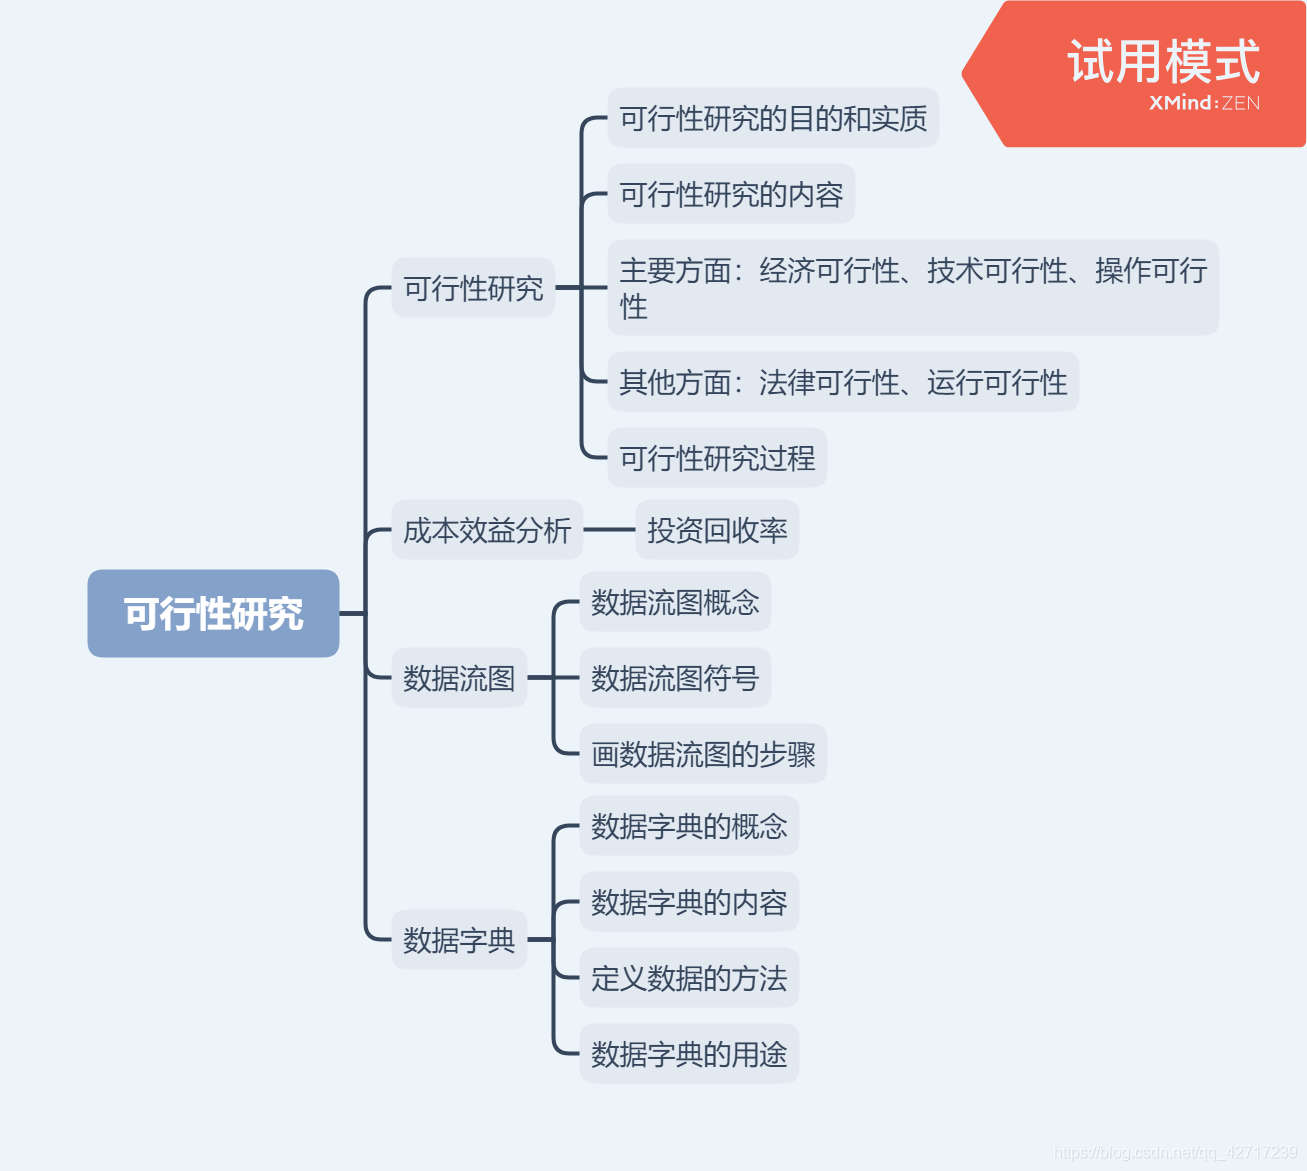 试用模式
XMind:ZEN
可行性研究
可行性研究
可行性研究的目的和实质
可行性研究的内容
主要方面：经济可行性、技术可行性、操作可行
性
其他方面：法律可行性、运行可行性
可行性研究过程
成本效益分析
投资回收率
数据流图
数据流图概念
数据流图符号
画数据流图的步骤
数据字典
数据字典的概念
数据字典的内容
定义数据的方法
数据字典的用途
https://blog.csdn.net/qq_42717239